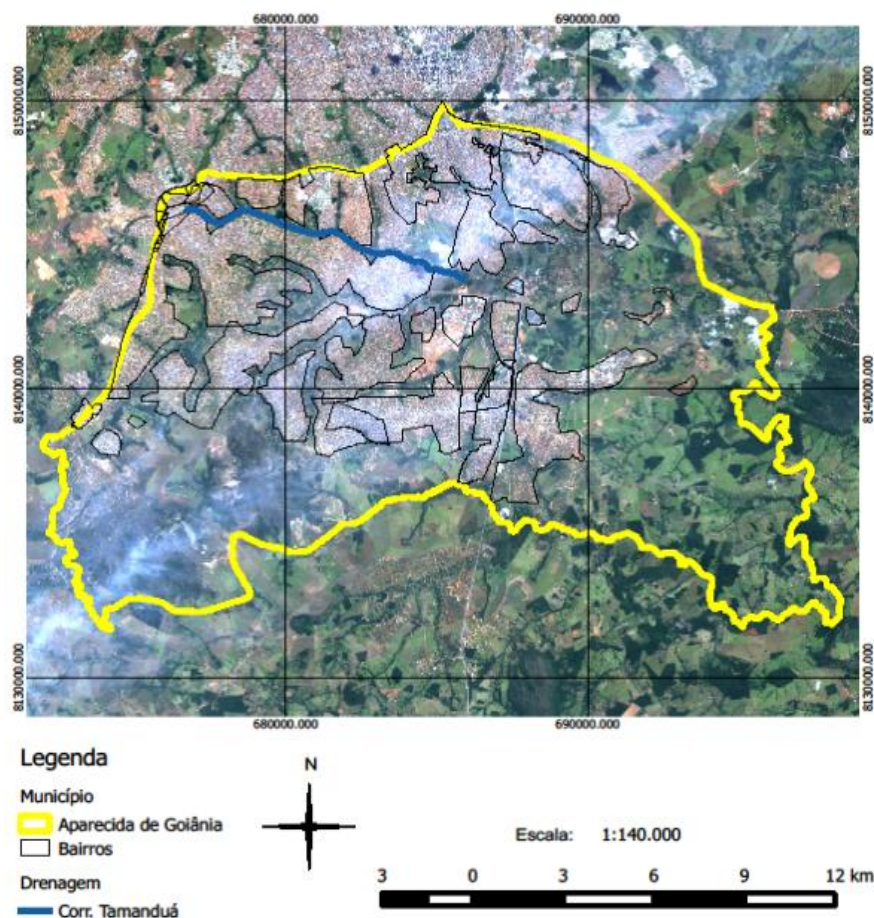 680000.000 690000.000
8150000.000 8150000.000
8140000.000 8140000.000
8130000.000 8130000.000
680000.000 690000.000
Legenda
N
Município
Aparecida de Goiânia
Bairros
Escala: 1:140.000
Drenagem
3 0 3 6 9 12 km
Corr. Tamanduá